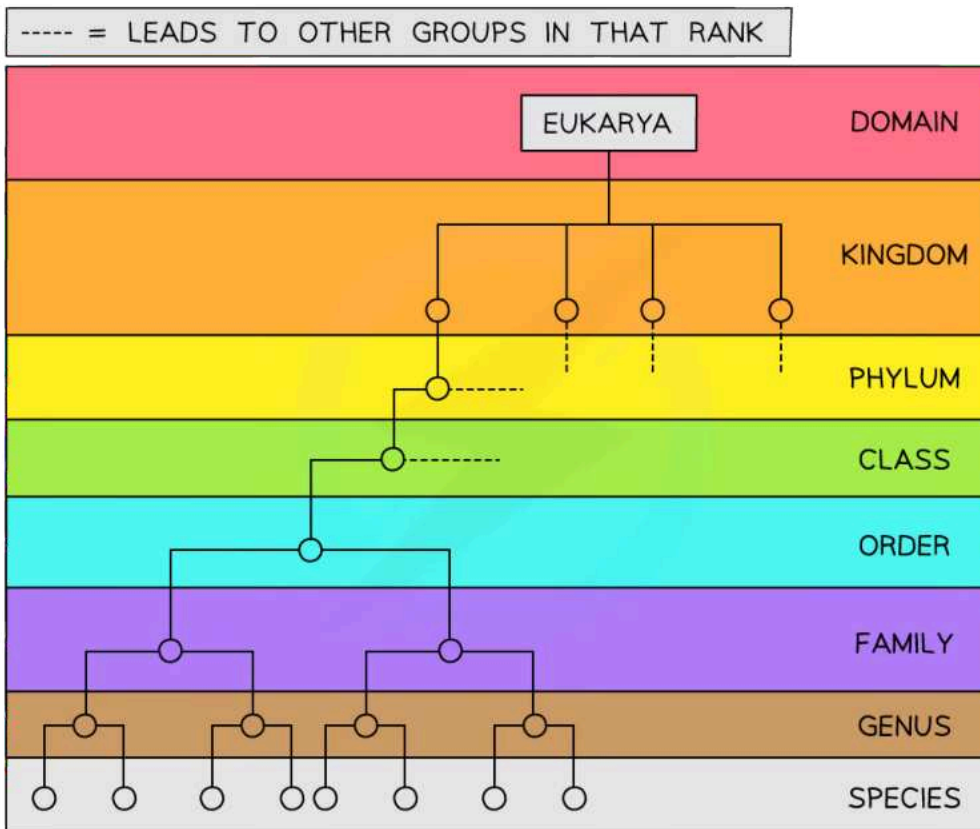 ----- = LEADS TO OTHER GROUPS IN THAT RANK
EUKARYA
DOMAIN
KINGDOM
PHYLUM
CLASS
ORDER
FAMILY
GENUS
SPECIES